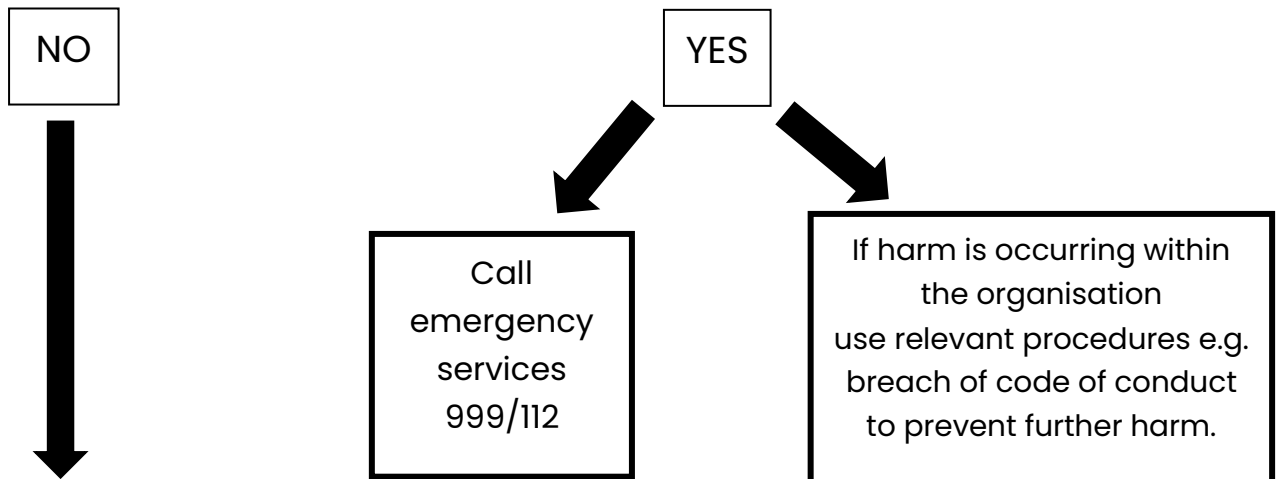 NO
YES
Call
emergency
services
999/112
If harm is occurring within
the organisation
use relevant procedures e.g.
breach of code of conduct
to prevent further harm.